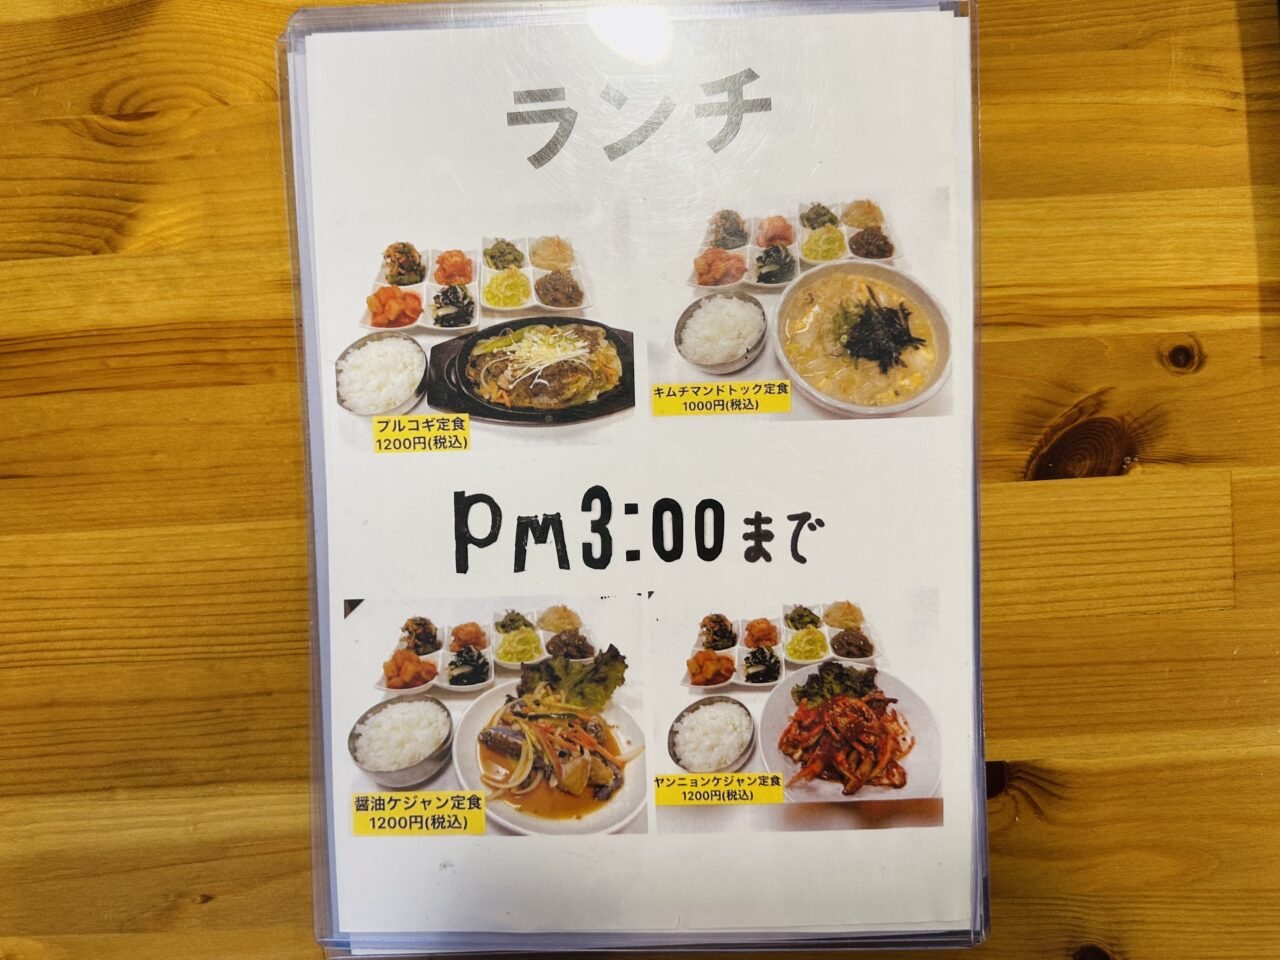 ランチ
プルコギ定食
1200円(税込)
キムチマンドトック定食
1000円(税込)
Pm3:00まで
醤油ケジャン定食
1200円(税込)
ヤンニョンケジャン定食
1200円(税込)